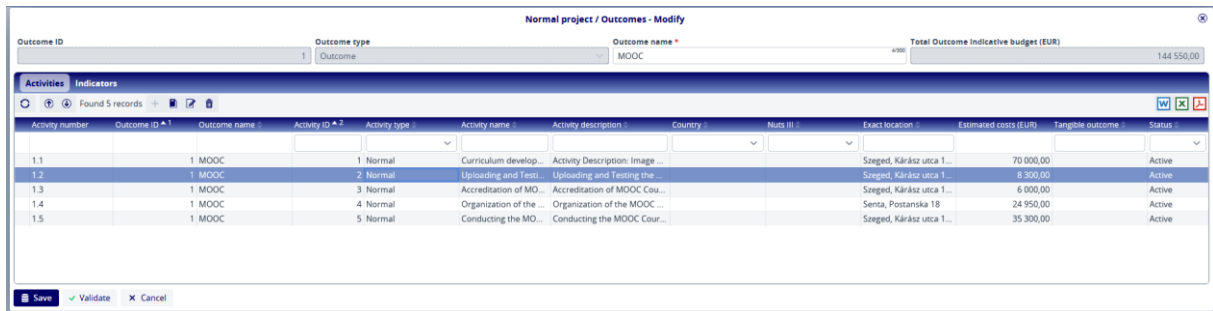 Normal project / Outcomes - Modify
Outcome ID Outcome type Outcome name * Total Outcome Indicative budget (EUR)
1 Outcome MOOC 4/300 144 550,00
Activities Indicators
Found 5 records
Activity number Outcome ID 1 Outcome name Activity ID 2 Activity type Activity name Activity description Country Nuts III Exact location Estimated costs (EUR) Tangible outcome Status
1.1 1 MOOC 1 Normal Curriculum develop... Activity Description: Image ... Szeged, Kárász utca 1... 70 000,00 Active
1.2 1 MOOC 2 Normal Uploading and Testi... Uploading and Testing the ... Szeged, Kárász utca 1... 8 300,00 Active
1.3 1 MOOC 3 Normal Accreditation of MO... Accreditation of MOOC Cou... Szeged, Kárász utca 1... 6 000,00 Active
1.4 1 MOOC 4 Normal Organization of the ... Organization of the MOOC ... Senta, Postanska 18 24 950,00 Active
1.5 1 MOOC 5 Normal Conducting the MO... Conducting the MOOC Cour... Szeged, Kárász utca 1... 35 300,00 Active
Save Validate Cancel